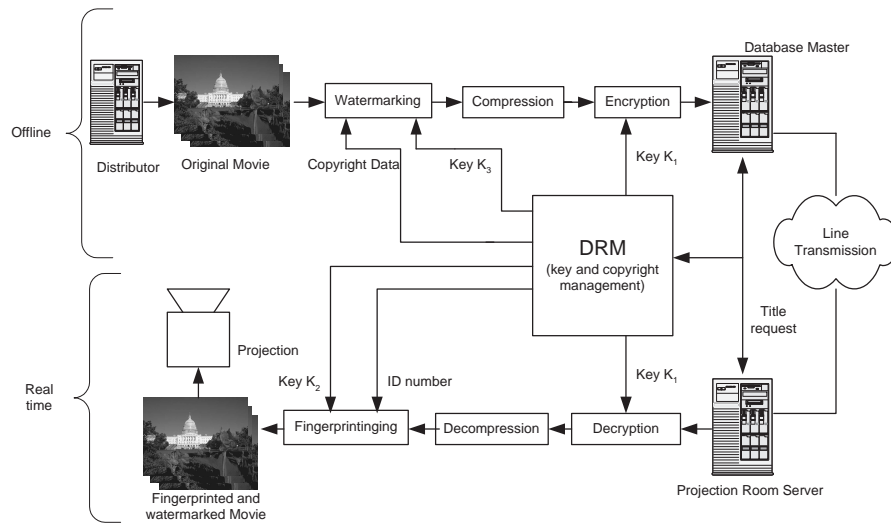 Database Master
Watermarking
Compression
Encryption
Offline
Distributor
Original Movie
Copyright Data
Key K3
Key K1
DRM
(key and copyright
management)
Line
Transmission
Title
request
Projection
Real
time
Key K2
ID number
Key K1
Fingerprintinging
Decompression
Decryption
Fingerprinted and
watermarked Movie
Projection Room Server